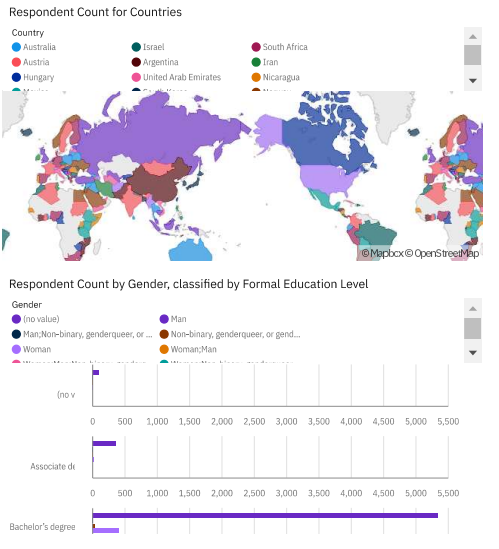 Respondent Count for Countries
Country
Australia Israel South Africa
Austria Argentina Iran
Hungary United Arab Emirates Nicaragua
© Mapbox © OpenStreetMap
Respondent Count by Gender, classified by Formal Education Level
Gender
(no value) Man
Man;Non-binary, genderqueer, or ... Non-binary, genderqueer, or gend...
Woman Woman;Man
(no v
0 500 1,000 1,500 2,000 2,500 3,000 3,500 4,000 4,500 5,000 5,500
Associate de
0 500 1,000 1,500 2,000 2,500 3,000 3,500 4,000 4,500 5,000 5,500
Bachelor's degree